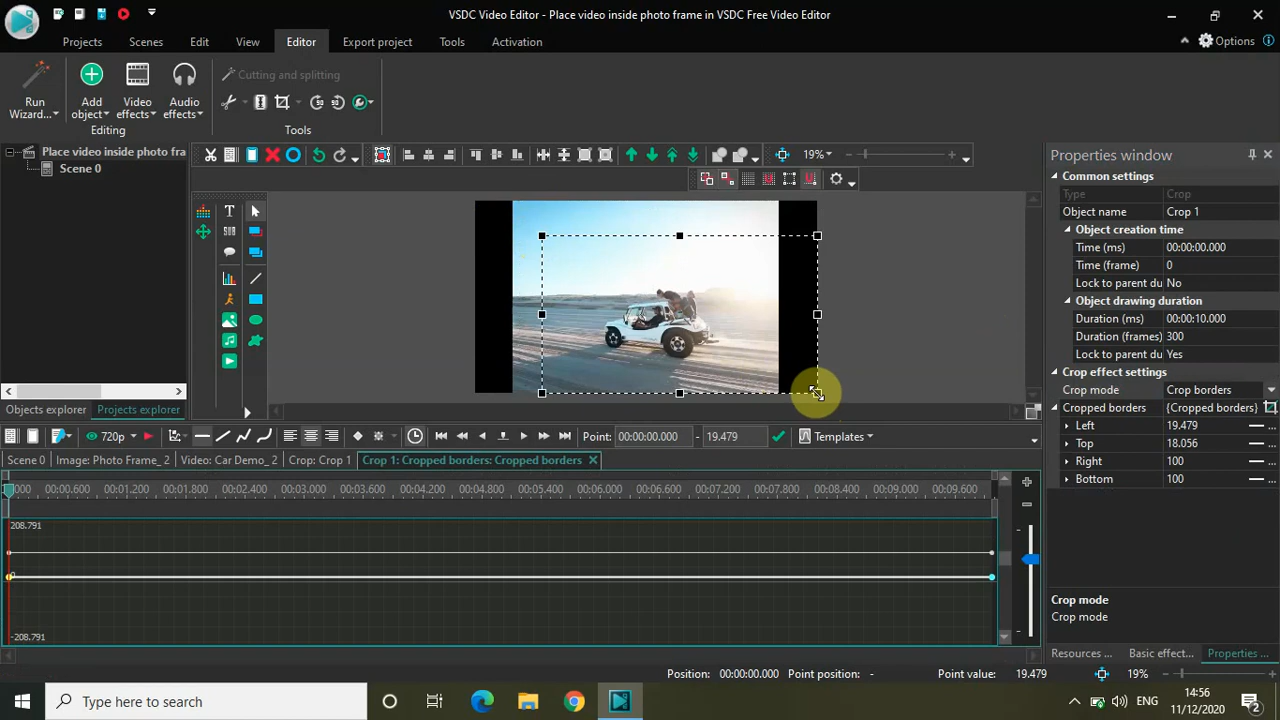 VSDC Video Editor - Place video inside photo frame in VSDC Free Video Editor
Projects Scenes Edit View Editor Export project Tools Activation
Options
Cutting and splitting
Run Wizard...
Add object
Video effects
Audio effects
Editing
Tools
Place video inside photo fra
Scene 0
19%
T
Properties window
Common settings
Type Crop
Object name Crop 1
Object creation time
Time (ms) 00:00:00.000
Time (frame) 0
Lock to parent du No
Object drawing duration
Duration (ms) 00:00:10.000
Duration (frames) 300
Lock to parent du Yes
Crop effect settings
Crop mode Crop borders
Cropped borders {Cropped borders}
Left 19.479 ...
Top 18.056 ...
Right 100 ...
Bottom 100 ...
Objects explorer Projects explorer
720p
Point: 00:00:00.000 - 19.479
Templates
Scene 0 Image: Photo Frame_ 2 Video: Car Demo_ 2 Crop: Crop 1 Crop 1: Cropped borders: Cropped borders
000 00:00.600 00:01.200 00:01.800 00:02.400 00:03.000 00:03.600 00:04.200 00:04.800 00:05.400 00:06.000 00:06.600 00:07.200 00:07.800 00:08.400 00:09.000 00:09.600
208.791
0
-208.791
Crop mode
Crop mode
Resources ... Basic effect... Properties ...
Position: 00:00:00.000 Point position: - Point value: 19.479 19%
Type here to search
ENG
14:56
11/12/2020
2